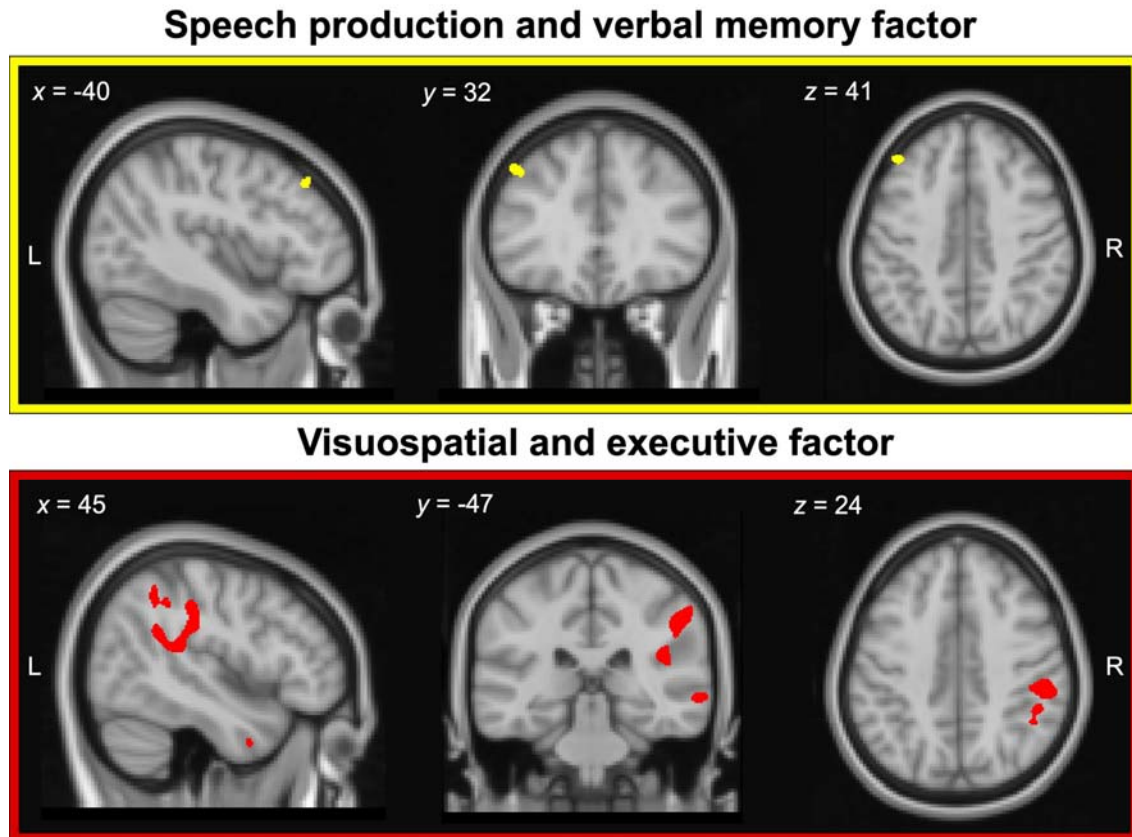 Speech production and verbal memory factor
x = -40
y = 32
z = 41
L
R
Visuospatial and executive factor
x = 45
y = -47
z = 24
L
R